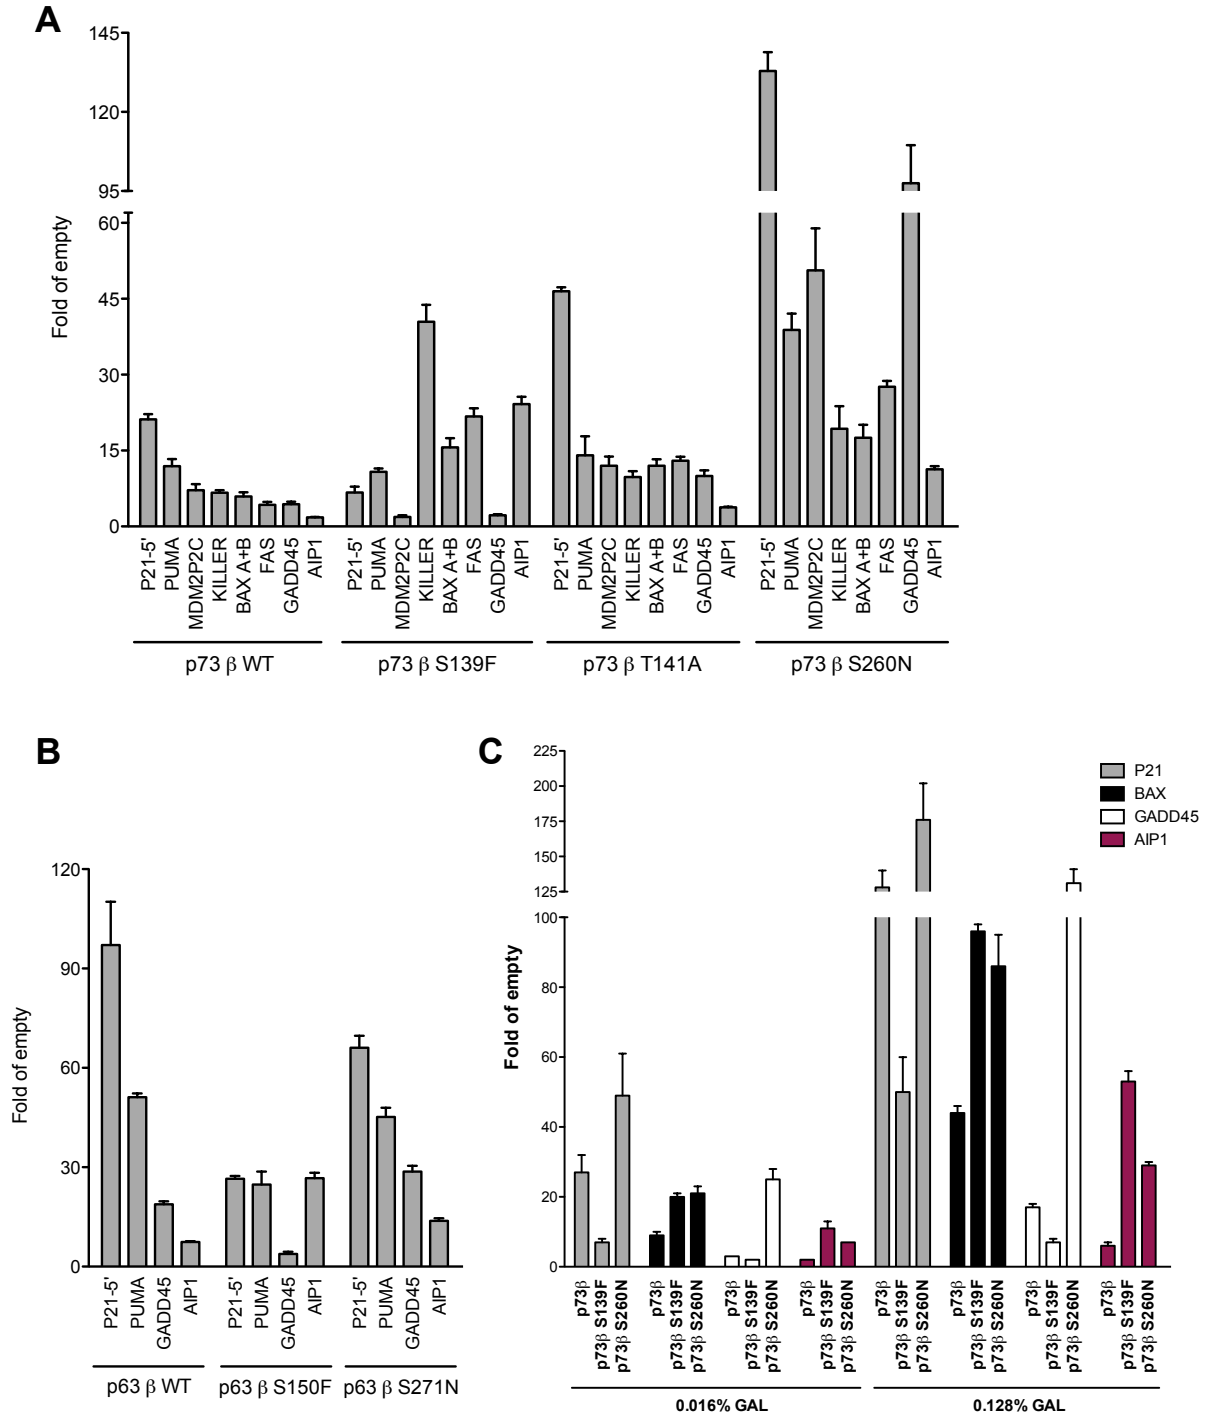 A
145
120
95
60
45
30
15
0
Fold of empty
P21-5'
PUMA
MDM2P2C
KILLER
BAX A+B
FAS
GADD45
AIP1
P21-5'
PUMA
MDM2P2C
KILLER
BAX A+B
FAS
GADD45
AIP1
P21-5'
PUMA
MDM2P2C
KILLER
BAX A+B
FAS
GADD45
AIP1
P21-5'
PUMA
MDM2P2C
KILLER
BAX A+B
FAS
GADD45
AIP1
p73 β WT
p73 β S139F
p73 β T141A
p73 β S260N
B
120
90
60
30
0
Fold of empty
P21-5'
PUMA
GADD45
AIP1
P21-5'
PUMA
GADD45
AIP1
P21-5'
PUMA
GADD45
AIP1
p63 β WT
p63 β S150F
p63 β S271N
C
225
200
175
150
125
100
80
60
40
20
0
Fold of empty
P21
BAX
GADD45
AIP1
p73β
p73β S139F
p73β S260N
p73β
p73β S139F
p73β S260N
p73β
p73β S139F
p73β S260N
p73β
p73β S139F
p73β S260N
p73β
p73β S139F
p73β S260N
p73β
p73β S139F
p73β S260N
p73β
p73β S139F
p73β S260N
p73β
p73β S139F
p73β S260N
0.016% GAL
0.128% GAL